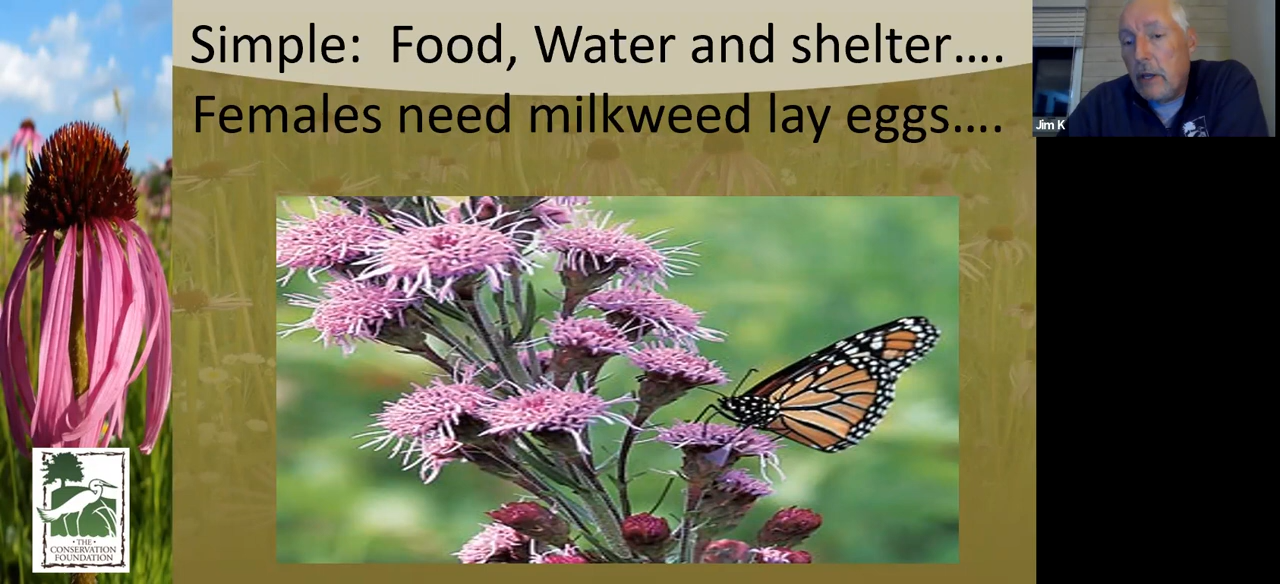 Simple:  Food, Water and shelter….
Females need milkweed lay eggs….
Jim K
• THE •
CONSERVATION
FOUNDATION